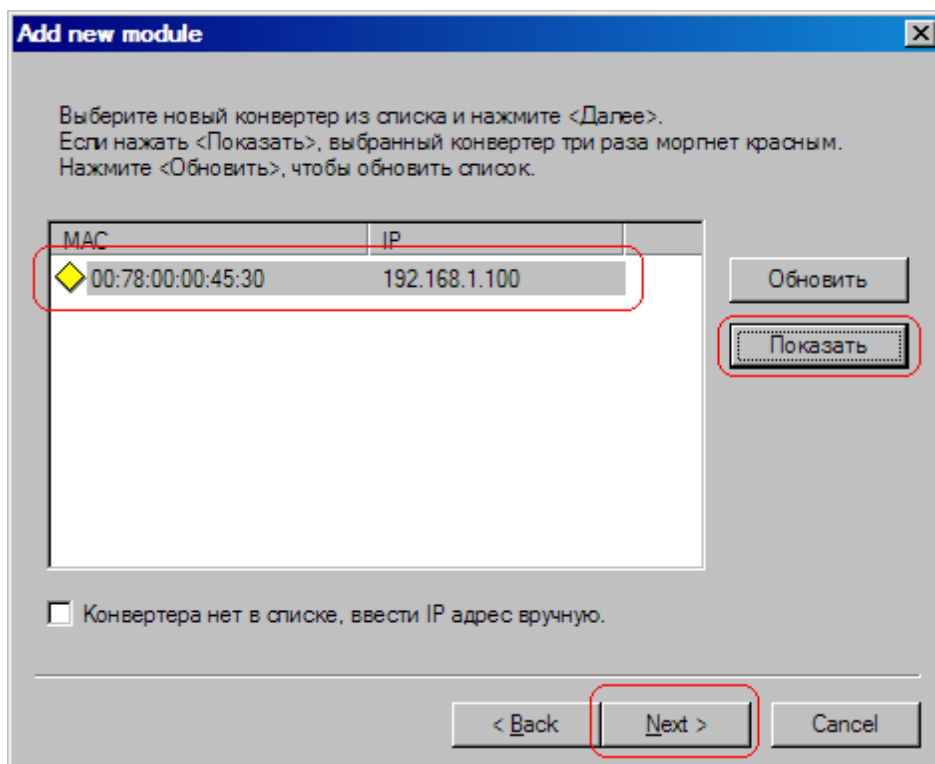 Add new module
Выберите новый конвертер из списка и нажмите <Далее>.
Если нажать <Показать>, выбранный конвертер три раза моргнет красным.
Нажмите <Обновить>, чтобы обновить список.
MAC IP
00:78:00:00:45:30 192.168.1.100
Обновить
Показать
Конвертера нет в списке, ввести IP адрес вручную.
< Back Next > Cancel